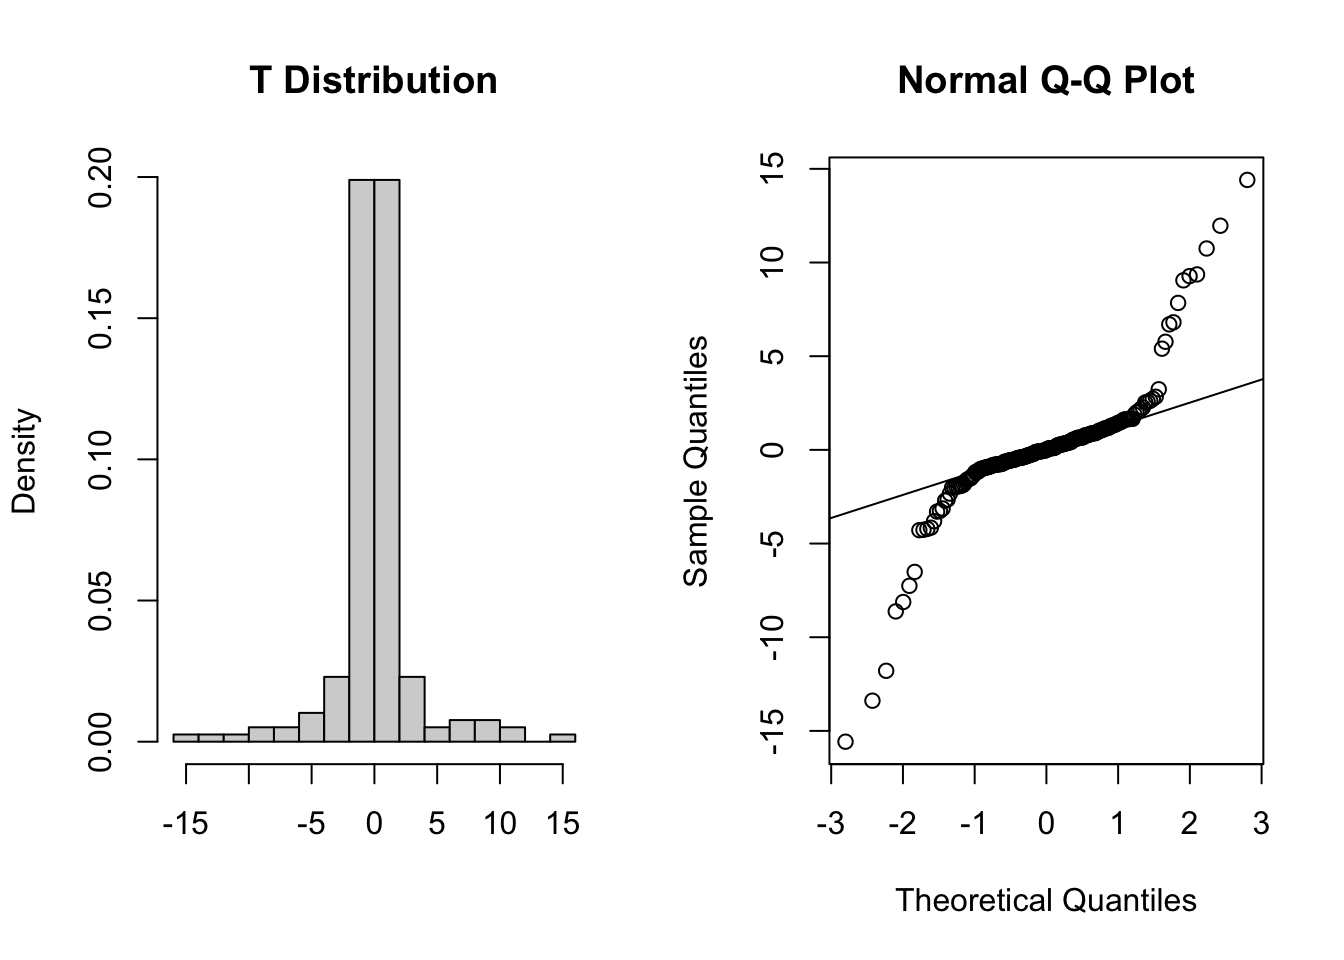 T Distribution
Density
0.00 0.05 0.10 0.15 0.20
-15 -5 0 5 10 15
Normal Q-Q Plot
Sample Quantiles
-15 -10 -5 0 5 10 15
-3 -2 -1 0 1 2 3
Theoretical Quantiles